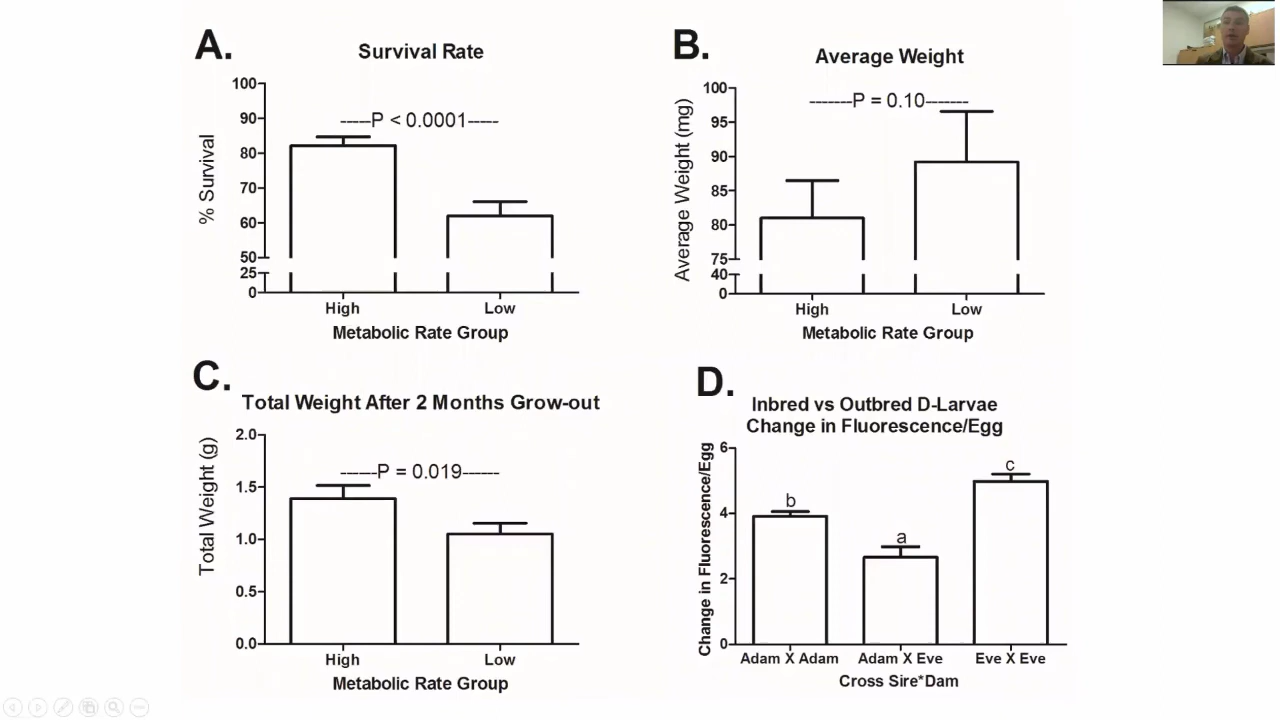 A.
Survival Rate
% Survival
100
90
80
70
60
50
25
0
-----P < 0.0001-----
High
Low
Metabolic Rate Group
B.
Average Weight
Average Weight (mg)
100
95
90
85
80
75
40
0
-------P = 0.10-------
High
Low
Metabolic Rate Group
C.
Total Weight After 2 Months Grow-out
Total Weight (g)
2.0
1.5
1.0
0.5
0.0
------P = 0.019------
High
Low
Metabolic Rate Group
D.
Inbred vs Outbred D-Larvae
Change in Fluorescence/Egg
Change in Fluorescence/Egg
6
4
2
0
b
a
c
Adam X Adam
Adam X Eve
Eve X Eve
Cross Sire*Dam